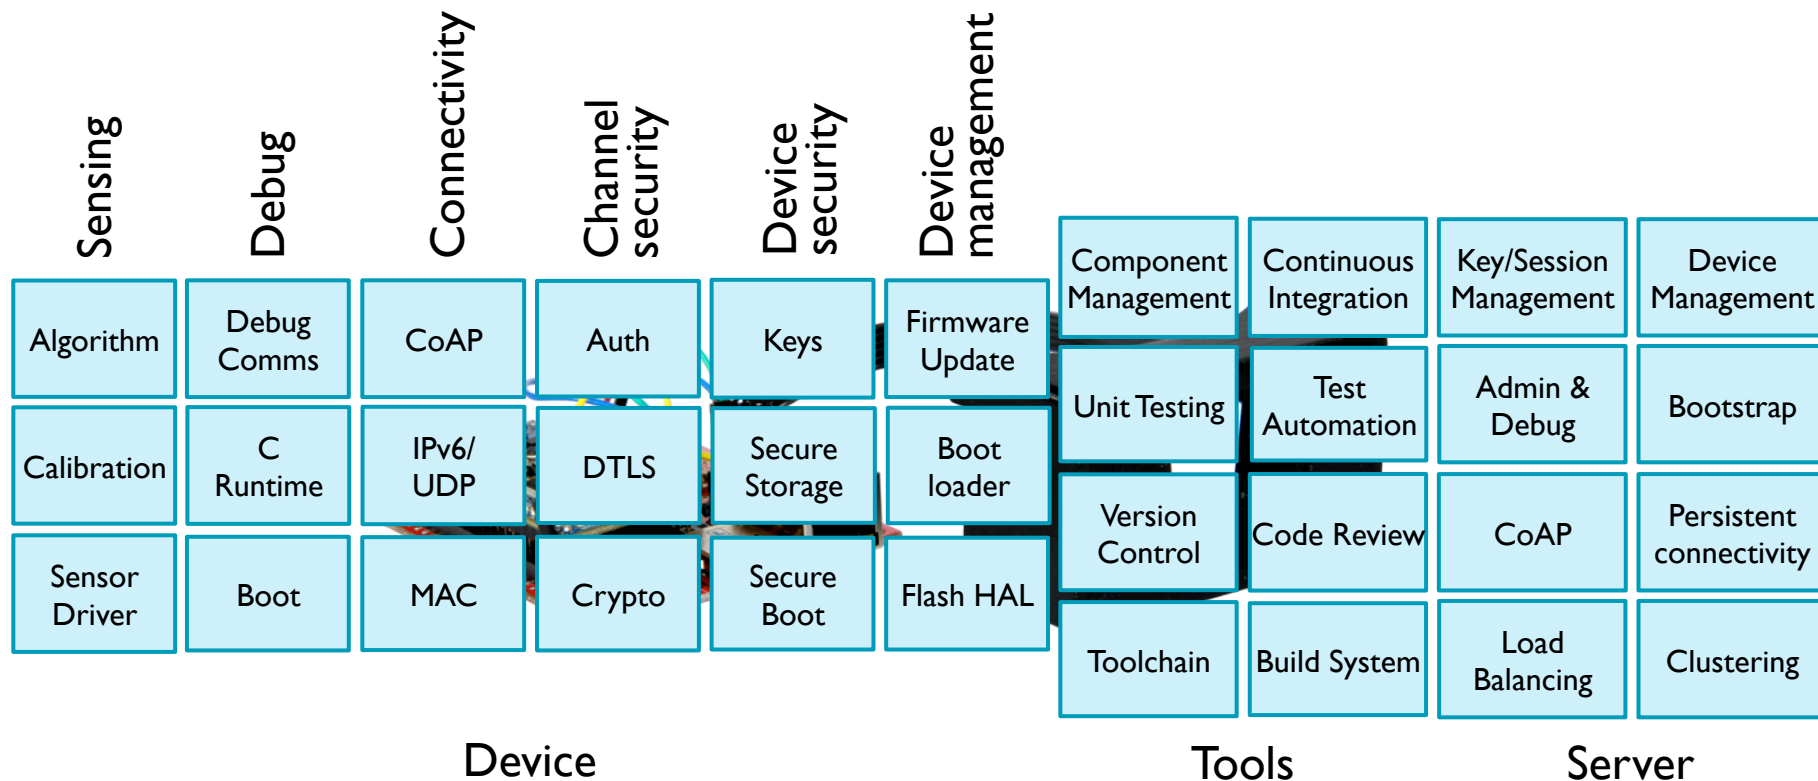 Sensing
Debug
Connectivity
Channel
security
Device
security
Device
management
Algorithm
Debug
Comms
CoAP
Auth
Keys
Firmware
Update
Calibration
C
Runtime
IPv6/
UDP
DTLS
Secure
Storage
Boot
loader
Sensor
Driver
Boot
MAC
Crypto
Secure
Boot
Flash HAL
Component
Management
Continuous
Integration
Key/Session
Management
Device
Management
Unit Testing
Test
Automation
Admin &
Debug
Bootstrap
Version
Control
Code Review
CoAP
Persistent
connectivity
Toolchain
Build System
Load
Balancing
Clustering
Device
Tools
Server